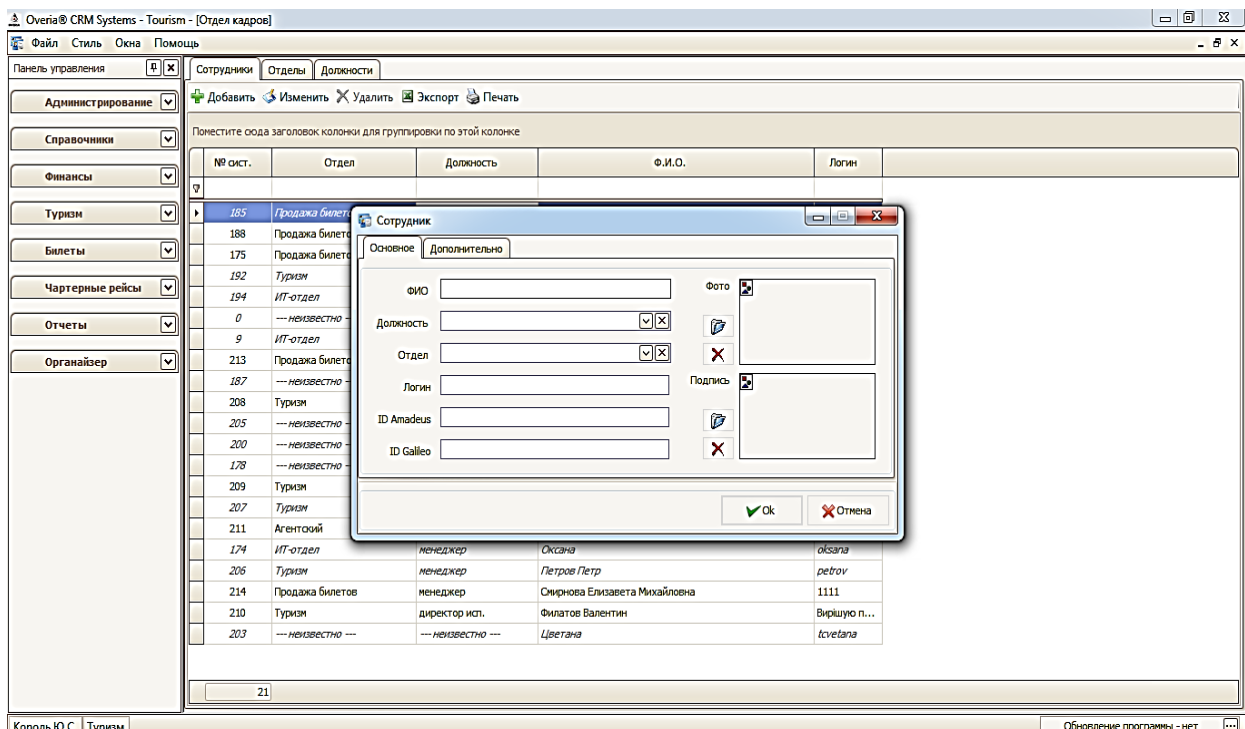 Overia® CRM Systems - Tourism - [Отдел кадров]
Файл Стиль Окна Помощь
Панель управления
Администрирование
Справочники
Финансы
Туризм
Билеты
Чартерные рейсы
Отчеты
Органайзер
Сотрудники Отделы Должности
Добавить Изменить Удалить Экспорт Печать
Поместите сюда заголовок колонки для группировки по этой колонке
№ сист. Отдел Должность Ф.И.О. Логин
185 Продажа билето
188 Продажа билето
175 Продажа билето
192 Туризм
194 ИТ-отдел
0 --- неизвестно -
9 ИТ-отдел
213 Продажа билето
187 --- неизвестно -
208 Туризм
205 --- неизвестно -
200 --- неизвестно -
178 --- неизвестно -
209 Туризм
207 Туризм
211 Агентский
174 ИТ-отдел менеджер Оксана oksana
206 Туризм менеджер Петров Петр petrov
214 Продажа билетов менеджер Смирнова Елизавета Михайловна 1111
210 Туризм директор исп. Филатов Валентин Вирішую п...
203 --- неизвестно --- --- неизвестно --- Цветана tcvetana
21
Сотрудник
Основное Дополнительно
ФИО
Должность
Отдел
Логин
ID Amadeus
ID Galileo
Фото
Подпись
Ok Отмена
Король Ю.С. Туризм Обновление программы - нет